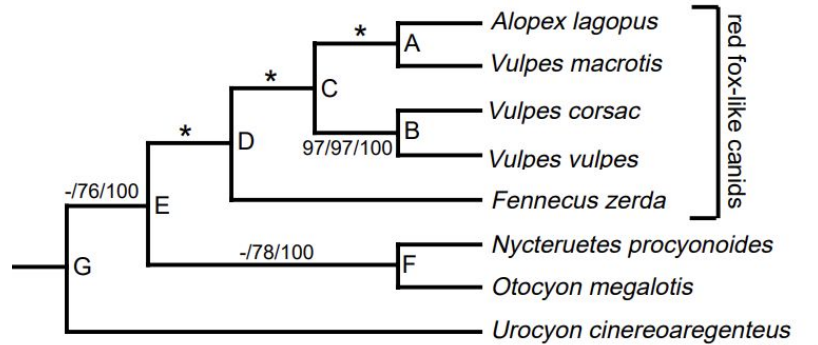 Alopex lagopus
* A
Vulpes macrotis
* C
Vulpes corsac
B
97/97/100
Vulpes vulpes
* D
Fennecus zerda
red fox-like canids
-/76/100
E
Nycteruetes procyonoides
-/78/100
F
Otocyon megalotis
G
Urocyon cinereoaregenteus